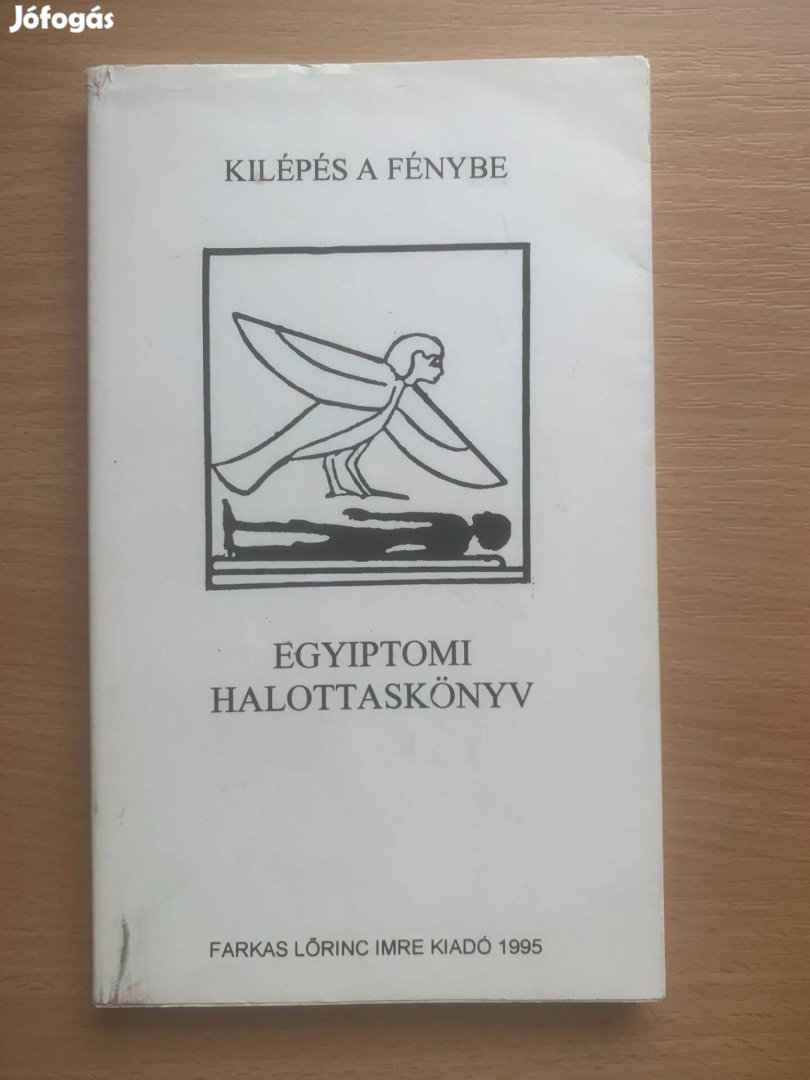 Jófogás
KILÉPÉS A FÉNYBE
EGYIPTOMI
HALOTTASKÖNYV
FARKAS LŐRINC IMRE KIADÓ 1995